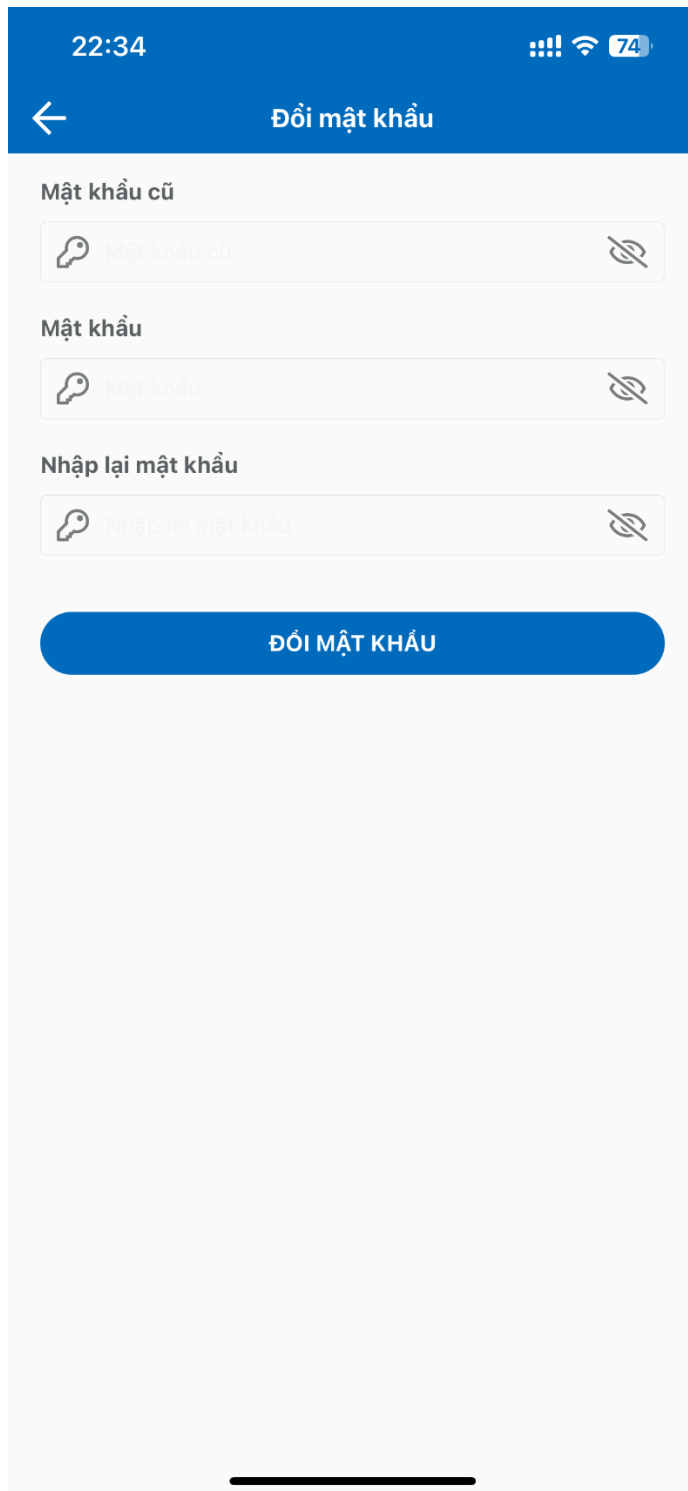 22:34
74
Đổi mật khẩu
Mật khẩu cũ
Mật khẩu cũ
Mật khẩu
Mật khẩu
Nhập lại mật khẩu
Nhập lại mật khẩu
ĐỔI MẬT KHẨU